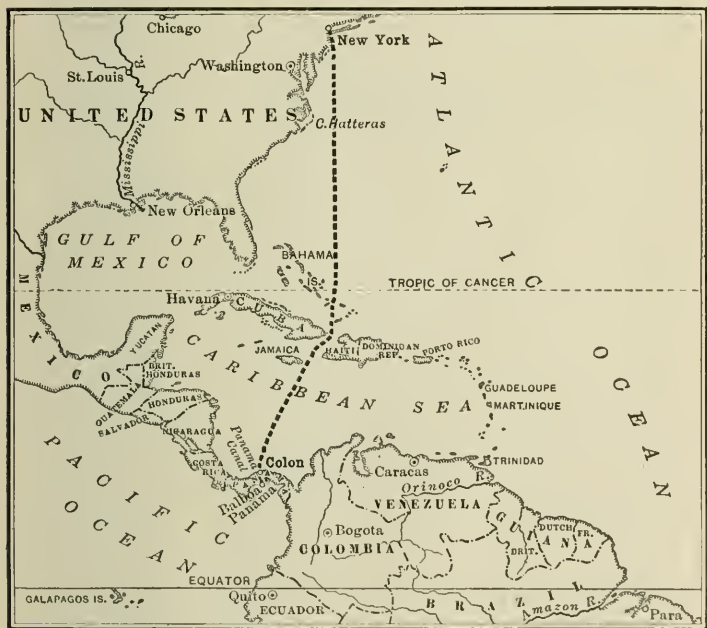 Chicago
New York
Washington
St. Louis
R.
UNITED STATES
C. Hatteras
Mississippi
ATLANTIC
OCEAN
New Orleans
GULF OF
MEXICO
BAHAMA
IS.
TROPIC OF CANCER
MEXICO
Havana
CUBA
YUCATAN
JAMAICA
HAITI
DOMINICAN
REP.
PORTO RICO
BRIT.
HONDURAS
GUATEMALA
HONDURAS
SALVADOR
NICARAGUA
COSTA
RICA
CARIBBEAN SEA
GUADELOUPE
MARTINIQUE
TRINIDAD
Panama
Canal
Colon
Balboa
Panama
PACIFIC
OCEAN
Caracas
Orinoco R.
VENEZUELA
GUIANA
BRIT.
DUTCH
FR.
Bogota
COLOMBIA
EQUATOR
GALAPAGOS IS.
Quito
ECUADOR
BRAZIL
Amazon R.
Para